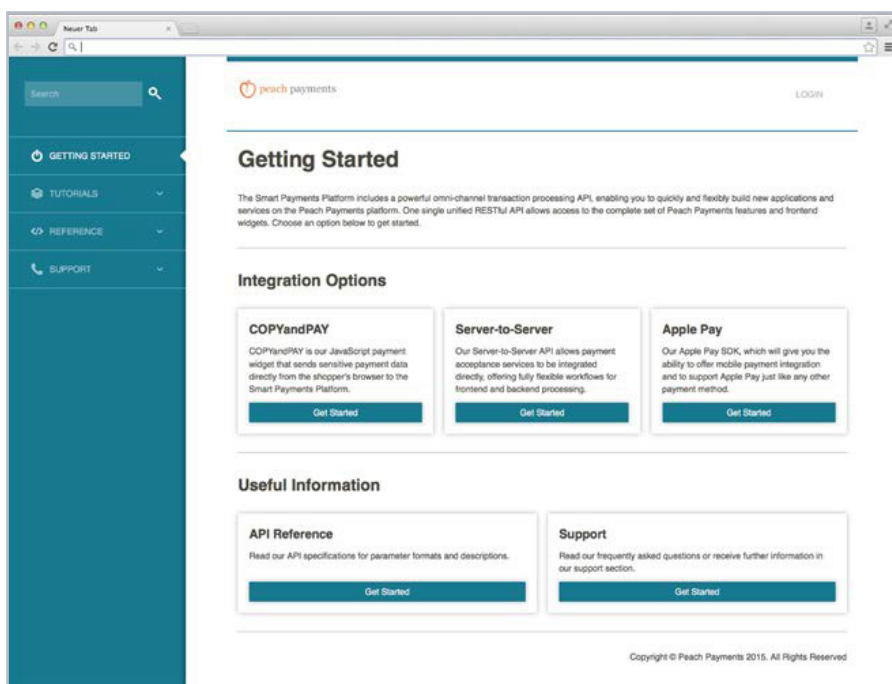 Neuer Tab
Search
GETTING STARTED
TUTORIALS
REFERENCE
SUPPORT
peach payments
LOGIN
Getting Started
The Smart Payments Platform includes a powerful omni-channel transaction processing API, enabling you to quickly and flexibly build new applications and
services on the Peach Payments platform. One single unified RESTful API allows access to the complete set of Peach Payments features and frontend
widgets. Choose an option below to get started.
Integration Options
COPYandPAY
COPYandPAY is our JavaScript payment
widget that sends sensitive payment data
directly from the shopper's browser to the
Smart Payments Platform.
Get Started
Server-to-Server
Our Server-to-Server API allows payment
acceptance services to be integrated
directly, offering fully flexible workflows for
frontend and backend processing.
Get Started
Apple Pay
Our Apple Pay SDK, which will give you the
ability to offer mobile payment integration
and to support Apple Pay just like any other
payment method.
Get Started
Useful Information
API Reference
Read our API specifications for parameter formats and descriptions.
Get Started
Support
Read our frequently asked questions or receive further information in
our support section.
Get Started
Copyright © Peach Payments 2015. All Rights Reserved